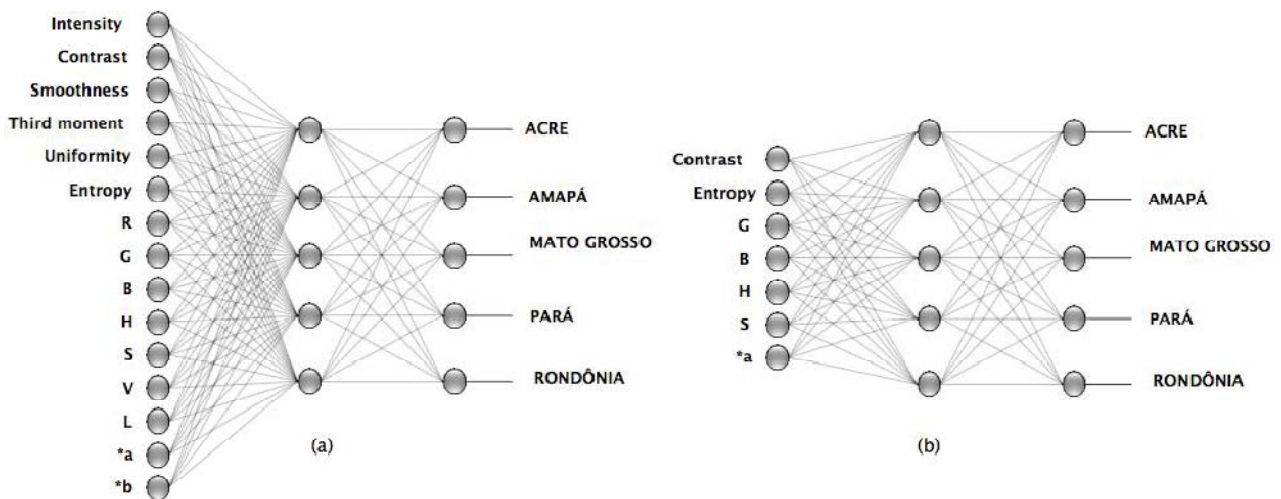 Intensity
Contrast
Smoothness
Third moment
Uniformity
Entropy
R
G
B
H
S
V
L
*a
*b
ACRE
AMAPÁ
MATO GROSSO
PARÁ
RONDÔNIA
(a)
Contrast
Entropy
G
B
H
S
*a
ACRE
AMAPÁ
MATO GROSSO
PARÁ
RONDÔNIA
(b)